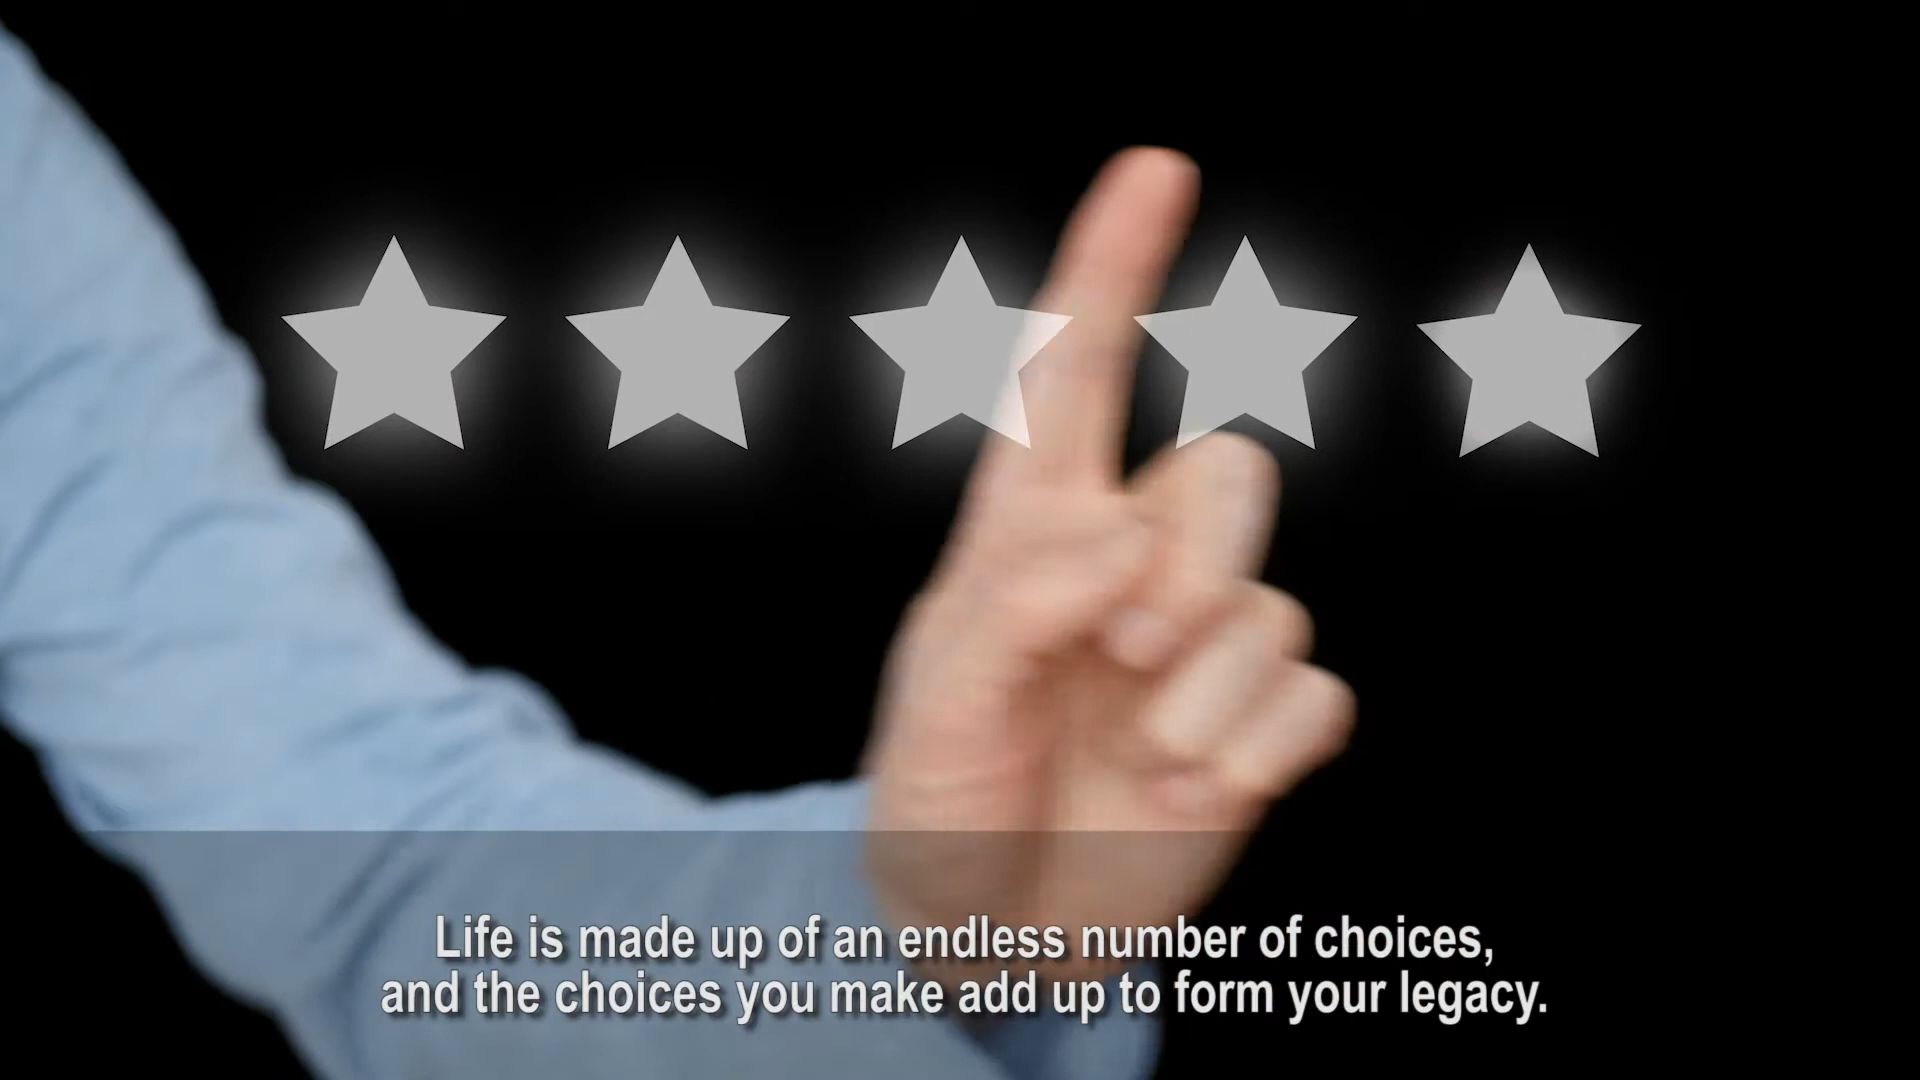 Life is made up of an endless number of choices,
and the choices you make add up to form your legacy.